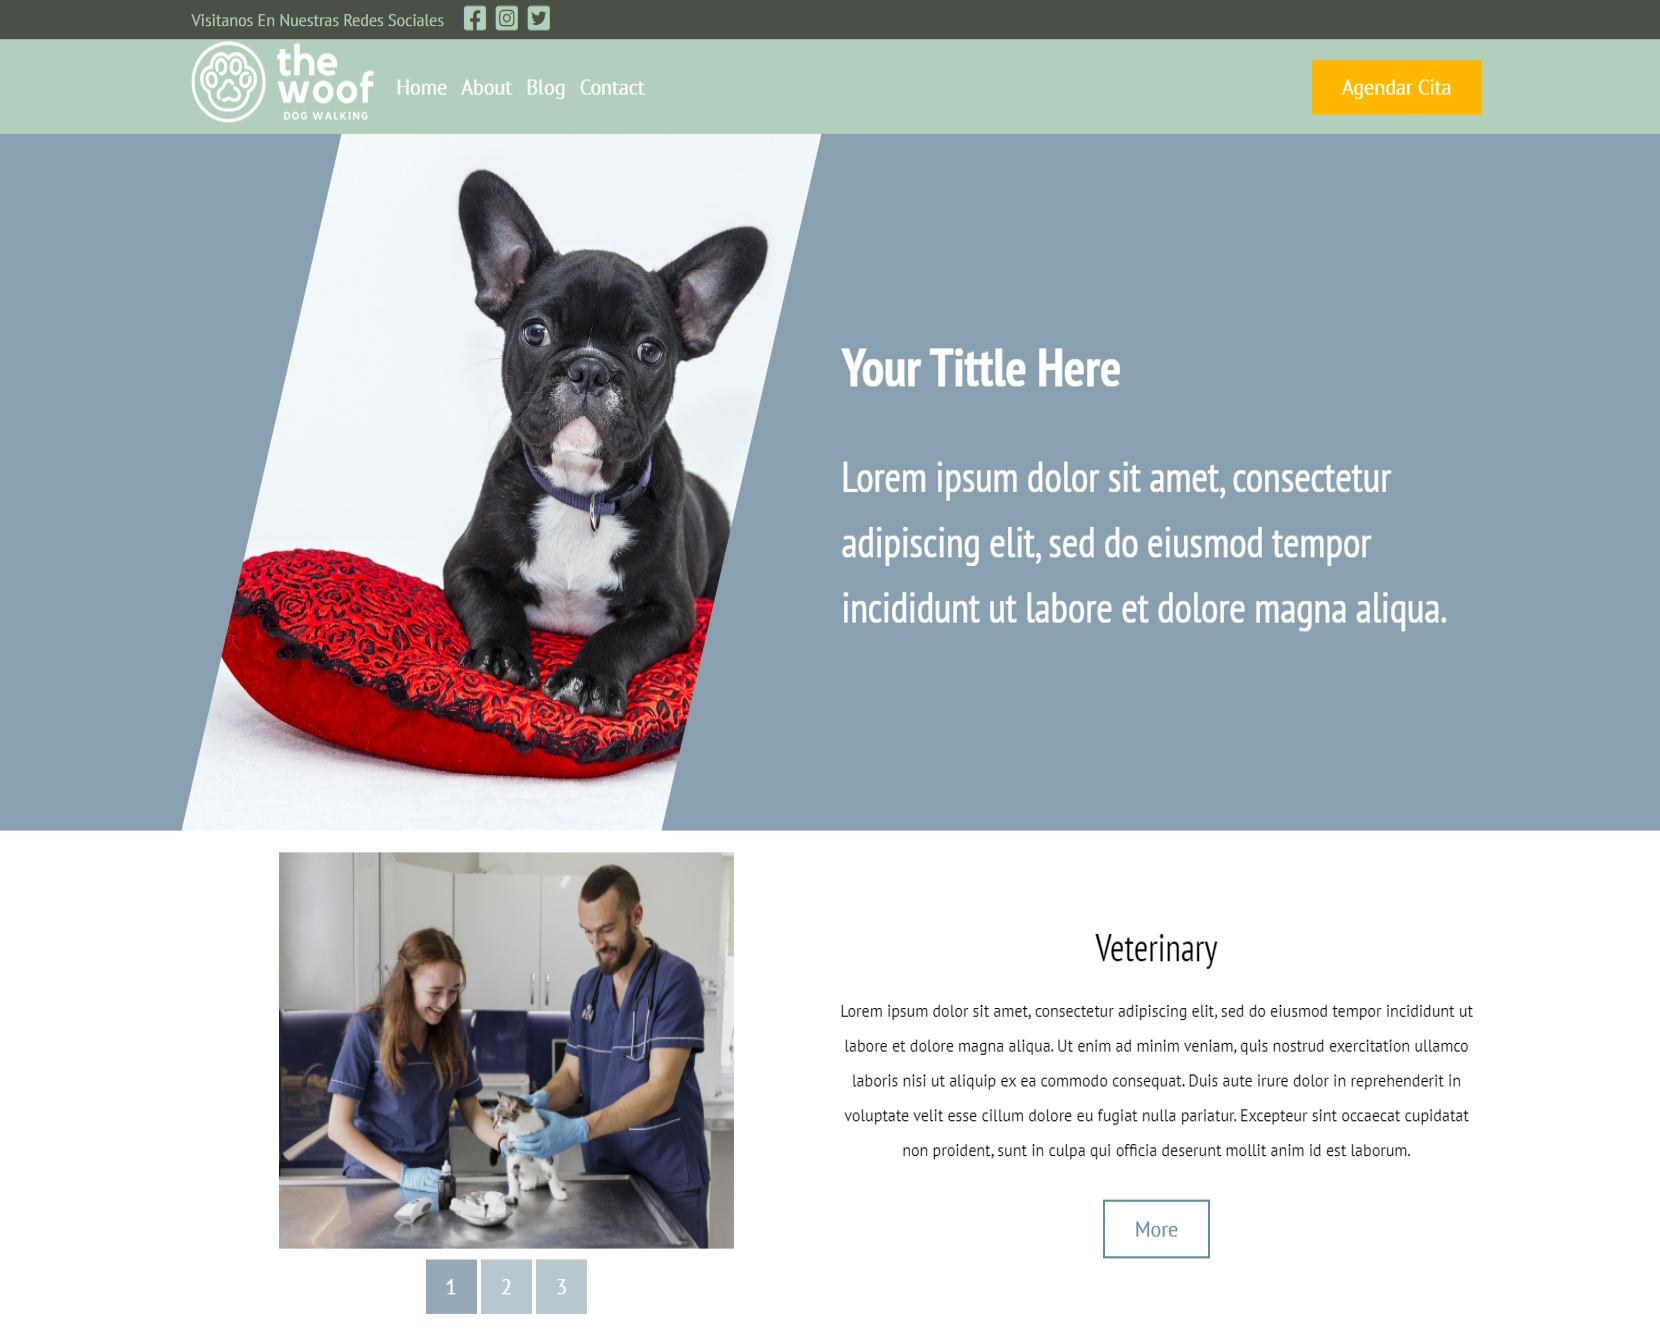 Visitanos En Nuestras Redes Sociales
the
woof
DOG WALKING
Home About Blog Contact
Agendar Cita
Your Tittle Here
Lorem ipsum dolor sit amet, consectetur
adipiscing elit, sed do eiusmod tempor
incididunt ut labore et dolore magna aliqua.
Veterinary
Lorem ipsum dolor sit amet, consectetur adipiscing elit, sed do eiusmod tempor incididunt ut
labore et dolore magna aliqua. Ut enim ad minim veniam, quis nostrud exercitation ullamco
laboris nisi ut aliquip ex ea commodo consequat. Duis aute irure dolor in reprehenderit in
voluptate velit esse cillum dolore eu fugiat nulla pariatur. Excepteur sint occaecat cupidatat
non proident, sunt in culpa qui officia deserunt mollit anim id est laborum.
More
1 2 3